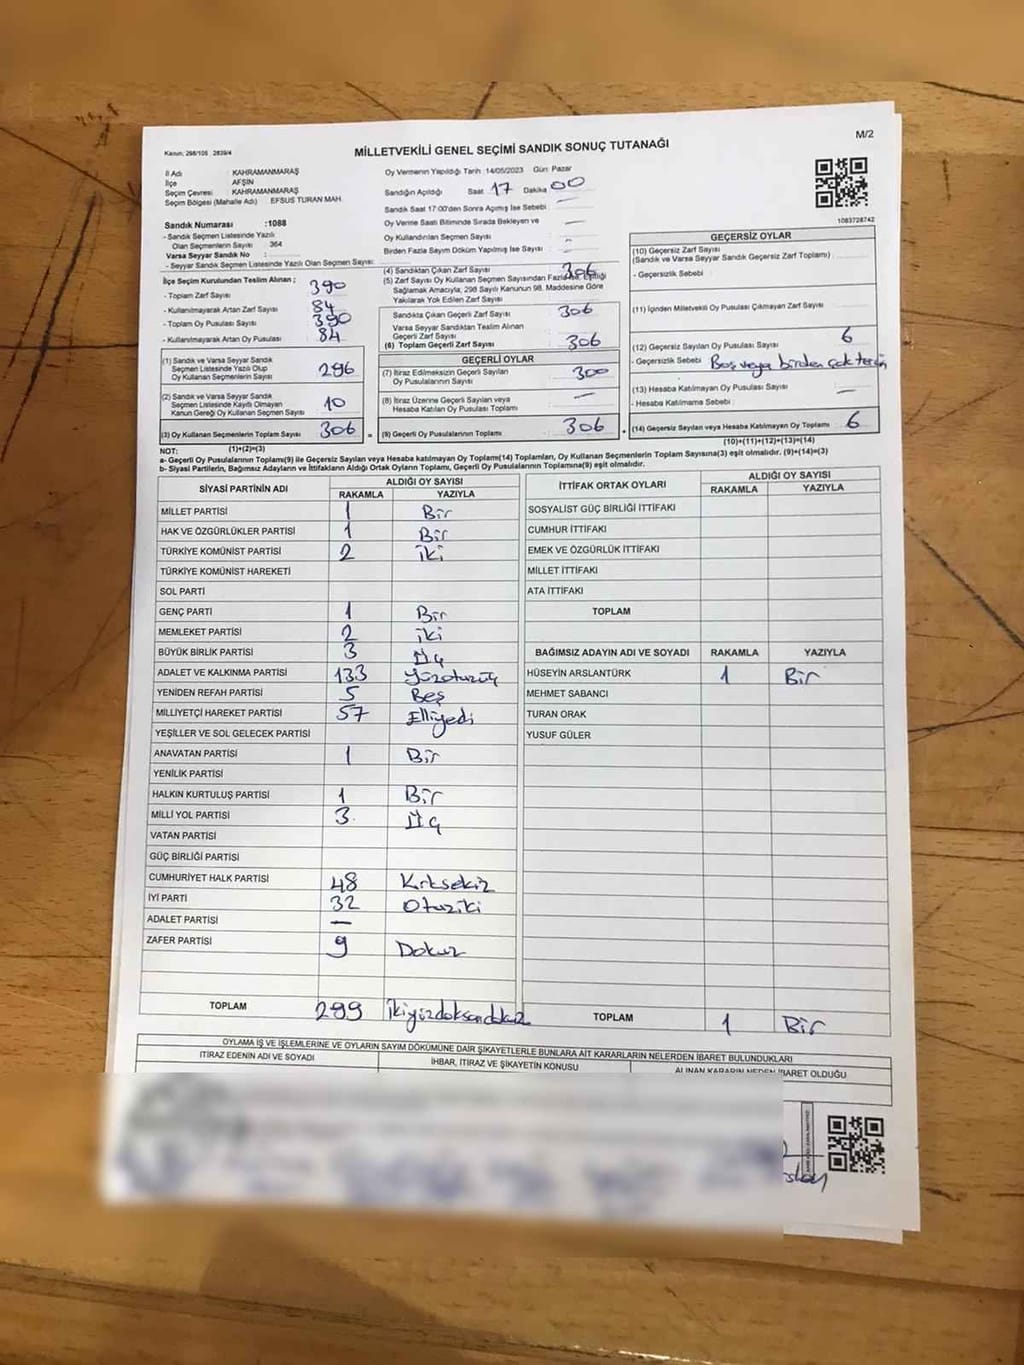 Kanun: 298/105 , 2839/4
MİLLETVEKİLİ GENEL SEÇİMİ SANDIK SONUÇ TUTANAĞI
M/2
İl Adı : KAHRAMANMARAŞ
İlçe : AFŞİN
Seçim Çevresi : KAHRAMANMARAŞ
Seçim Bölgesi (Mahalle Adı) : EFSUS TURAN MAH.
Sandık Numarası :1088
- Sandık Seçmen Listesinde Yazılı
Olan Seçmenlerin Sayısı : 364
Varsa Seyyar Sandık No :
- Seyyar Sandık Seçmen Listesinde Yazılı Olan Seçmen Sayısı:
Oy Vermenin Yapıldığı Tarih :14/05/2023 Gün: Pazar
Sandığın Açıldığı : Saat 17 Dakika 00
Sandık Saat 17:00'den Sonra Açılmış İse Sebebi : —
Oy Verme Saati Bitiminde Sırada Bekleyen ve
Oy Kullandırılan Seçmen Sayısı : —
Birden Fazla Sayım Döküm Yapılmış İse Sayısı : —
1083728742
İlçe Seçim Kurulundan Teslim Alınan ;
- Toplam Zarf Sayısı : 390
- Kullanılmayarak Artan Zarf Sayısı : 84
- Toplam Oy Pusulası Sayısı : 390
- Kullanılmayarak Artan Oy Pusulası : 84
(1) Sandık ve Varsa Seyyar Sandık
Seçmen Listesinde Yazılı Olup
Oy Kullanan Seçmenlerin Sayısı : 296
(2) Sandık ve Varsa Seyyar Sandık
Seçmen Listesinde Kayıtlı Olmayan
Kanun Gereği Oy Kullanan Seçmen Sayısı : 10
(3) Oy Kullanan Seçmenlerin Toplam Sayısı : 306
(1)+(2)=(3)
(4) Sandıktan Çıkan Zarf Sayısı : 306
(5) Zarf Sayısı Oy Kullanan Seçmen Sayısından Fazla İse, Eşitliği
Sağlamak Amacıyla; 298 Sayılı Kanunun 98. Maddesine Göre
Yakılarak Yok Edilen Zarf Sayısı :
Sandıkta Çıkan Geçerli Zarf Sayısı : 306
Varsa Seyyar Sandıktan Teslim Alınan
Geçerli Zarf Sayısı :
(6) Toplam Geçerli Zarf Sayısı : 306
GEÇERLİ OYLAR
(7) İtiraz Edilmeksizin Geçerli Sayılan
Oy Pusulalarının Sayısı : 300
(8) İtiraz Üzerine Geçerli Sayılan veya
Hesaba Katılan Oy Pusulası Toplamı : —
(9) Geçerli Oy Pusulalarının Toplamı : 306
GEÇERSİZ OYLAR
(10) Geçersiz Zarf Sayısı
(Sandık ve Varsa Seyyar Sandık Geçersiz Zarf Toplamı) :
- Geçersizlik Sebebi :
(11) İçinden Milletvekili Oy Pusulası Çıkmayan Zarf Sayısı :
(12) Geçersiz Sayılan Oy Pusulası Sayısı : 6
- Geçersizlik Sebebi : Boş veya birden çok tercih
(13) Hesaba Katılmayan Oy Pusulası Sayısı : —
- Hesaba Katılmama Sebebi :
(14) Geçersiz Sayılan veya Hesaba Katılmayan Oy Toplamı : 6
(10)+(11)+(12)+(13)=(14)
NOT:
a- Geçerli Oy Pusulalarının Toplamı(9) ile Geçersiz Sayılan veya Hesaba katılmayan Oy Toplamı(14) Toplamları, Oy Kullanan Seçmenlerin Toplam Sayısına(3) eşit olmalıdır. (9)+(14)=(3)
b- Siyasi Partilerin, Bağımsız Adayların ve İttifakların Aldığı Ortak Oyların Toplamı, Geçerli Oy Pusulalarının Toplamına(9) eşit olmalıdır.
SİYASİ PARTİNİN ADI ALDIĞI OY SAYISI
RAKAMLA YAZIYLA
MİLLET PARTİSİ 1 Bir
HAK VE ÖZGÜRLÜKLER PARTİSİ 1 Bir
TÜRKİYE KOMÜNİST PARTİSİ 2 iki
TÜRKİYE KOMÜNİST HAREKETİ
SOL PARTİ
GENÇ PARTİ 1 Bir
MEMLEKET PARTİSİ 2 iki
BÜYÜK BİRLİK PARTİSİ 3 Üç
ADALET VE KALKINMA PARTİSİ 133 Yüzotuzüç
YENİDEN REFAH PARTİSİ 5 Beş
MİLLİYETÇİ HAREKET PARTİSİ 57 Elliyedi
YEŞİLLER VE SOL GELECEK PARTİSİ
ANAVATAN PARTİSİ 1 Bir
YENİLİK PARTİSİ
HALKIN KURTULUŞ PARTİSİ 1 Bir
MİLLİ YOL PARTİSİ 3 Üç
VATAN PARTİSİ
GÜÇ BİRLİĞİ PARTİSİ
CUMHURİYET HALK PARTİSİ 48 Kırksekiz
İYİ PARTİ 32 Otuziki
ADALET PARTİSİ —
ZAFER PARTİSİ 9 Dokuz
TOPLAM 299 İkiyüzdoksandokuz
İTTİFAK ORTAK OYLARI ALDIĞI OY SAYISI
RAKAMLA YAZIYLA
SOSYALİST GÜÇ BİRLİĞİ İTTİFAKI
CUMHUR İTTİFAKI
EMEK VE ÖZGÜRLÜK İTTİFAKI
MİLLET İTTİFAKI
ATA İTTİFAKI
TOPLAM
BAĞIMSIZ ADAYIN ADI VE SOYADI RAKAMLA YAZIYLA
HÜSEYİN ARSLANTÜRK 1 Bir
MEHMET SABANCI
TURAN ORAK
YUSUF GÜLER
TOPLAM 1 Bir
OYLAMA İŞ VE İŞLEMLERİNE VE OYLARIN SAYIM DÖKÜMÜNE DAİR ŞİKAYETLERLE BUNLARA AİT KARARLARIN NELERDEN İBARET BULUNDUKLARI
İTİRAZ EDENİN ADI VE SOYADI İHBAR, İTİRAZ VE ŞİKAYETİN KONUSU ALINAN KARARIN NEDEN İBARET OLDUĞU